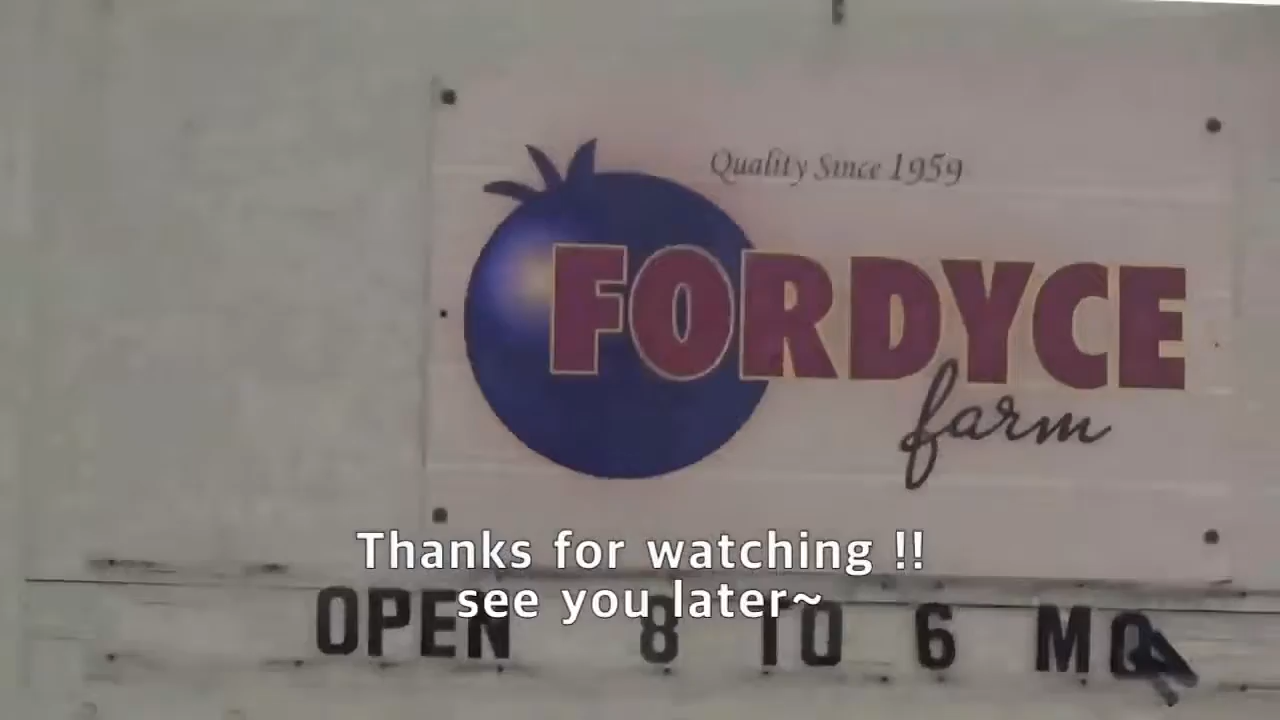 Quality Since 1959
FORDYCE
farm
Thanks for watching !!
see you later~
OPEN 8 TO 6 MO